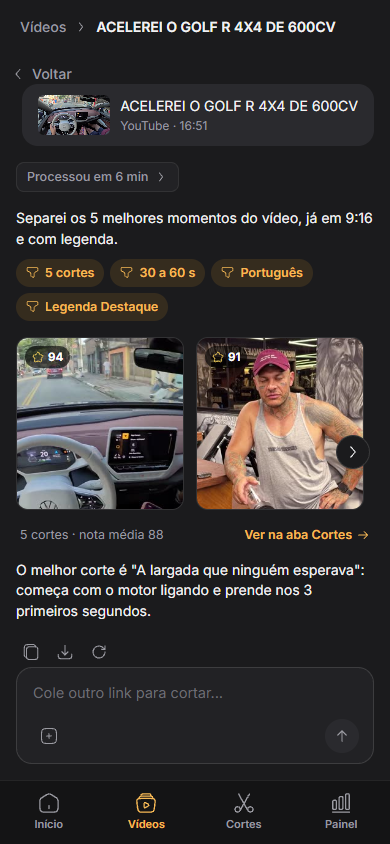 Vídeos > ACELEREI O GOLF R 4X4 DE 600CV
Voltar
ACELEREI O GOLF R 4X4 DE 600CV
YouTube · 16:51
Processou em 6 min
Separei os 5 melhores momentos do vídeo, já em 9:16
e com legenda.
5 cortes
30 a 60 s
Português
Legenda Destaque
94
91
20
5 cortes · nota média 88
Ver na aba Cortes →
O melhor corte é "A largada que ninguém esperava":
começa com o motor ligando e prende nos 3
primeiros segundos.
Cole outro link para cortar...
Início
Vídeos
Cortes
Painel